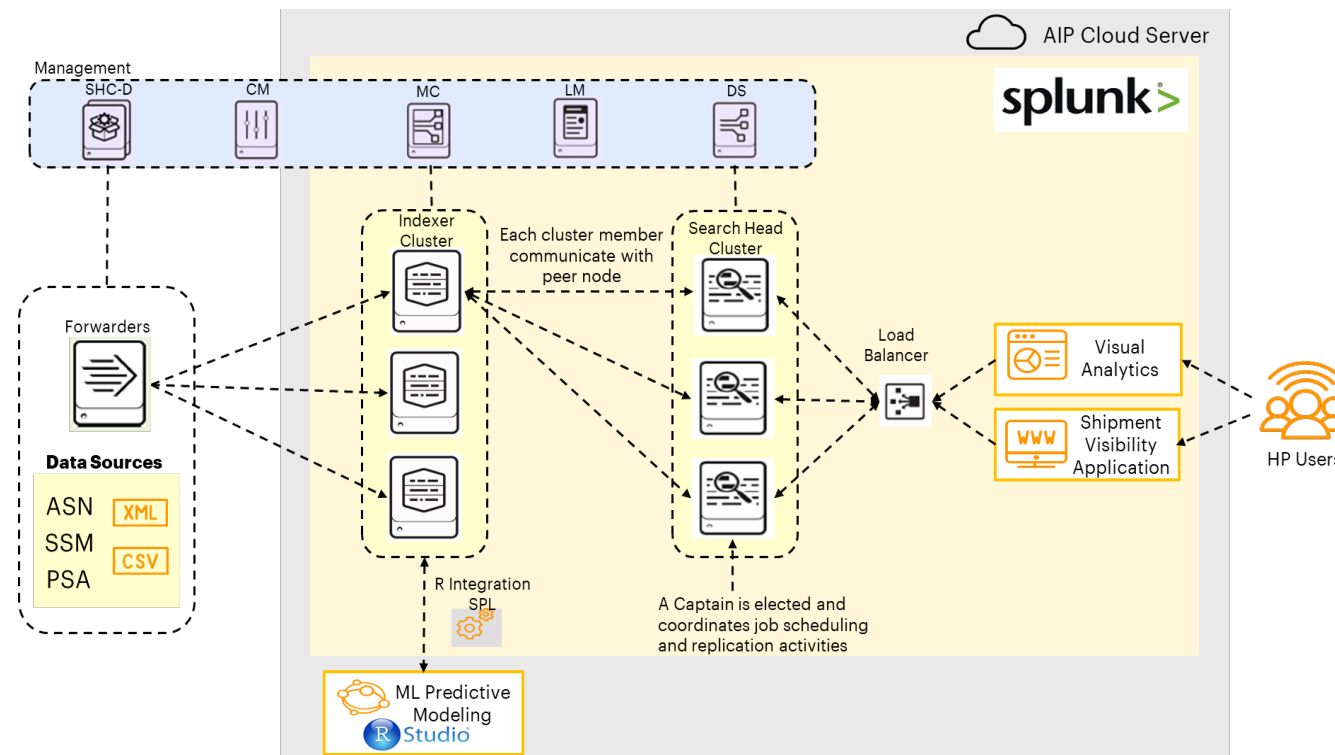 AIP Cloud Server
splunk>
Management
SHC-D
CM
MC
LM
DS
Indexer
Cluster
Each cluster member
communicate with
peer node
Search Head
Cluster
Forwarders
Data Sources
ASN
XML
SSM
CSV
PSA
Load
Balancer
Visual
Analytics
WWW
Shipment
Visibility
Application
HP Users
R Integration
SPL
A Captain is elected and
coordinates job scheduling
and replication activities
ML Predictive
Modeling
R Studio